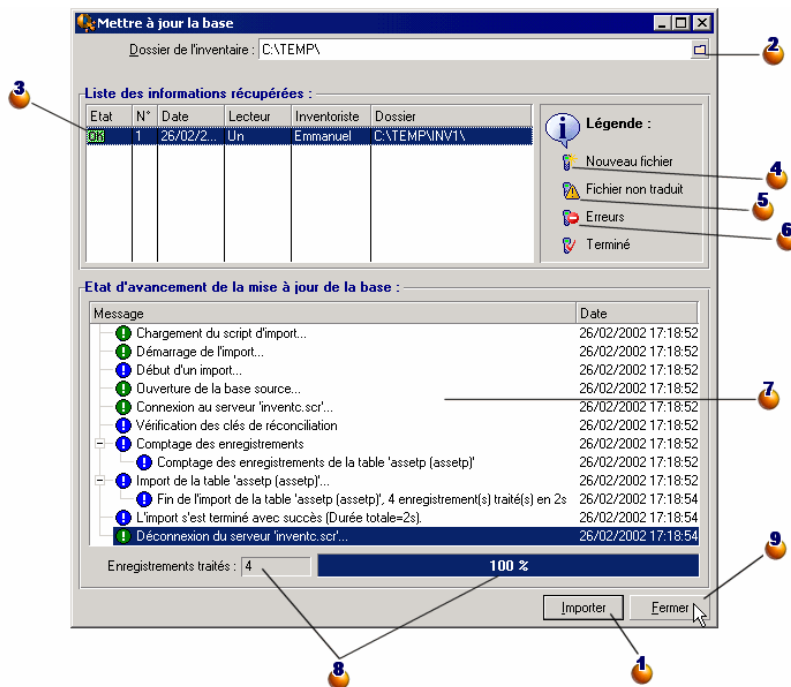 Mettre à jour la base
Dossier de l'inventaire : C:\TEMP\
2
3
Liste des informations récupérées :
Etat N° Date Lecteur Inventoriste Dossier
OK 1 26/02/2... Un Emmanuel C:\TEMP\INV1\
Légende :
Nouveau fichier
4
Fichier non traduit
5
Erreurs
6
Terminé
Etat d'avancement de la mise à jour de la base :
Message Date
Chargement du script d'import... 26/02/2002 17:18:52
Démarrage de l'import... 26/02/2002 17:18:52
Début d'un import... 26/02/2002 17:18:52
Ouverture de la base source... 26/02/2002 17:18:52
Connexion au serveur 'inventc.scr'... 26/02/2002 17:18:52
7
Vérification des clés de réconciliation 26/02/2002 17:18:52
Comptage des enregistrements 26/02/2002 17:18:52
Comptage des enregistrements de la table 'assetp (assetp)' 26/02/2002 17:18:52
Import de la table 'assetp (assetp)'... 26/02/2002 17:18:54
Fin de l'import de la table 'assetp (assetp)', 4 enregistrement(s) traité(s) en 2s 26/02/2002 17:18:54
L'import s'est terminé avec succès (Durée totale=2s). 26/02/2002 17:18:54
Déconnexion du serveur 'inventc.scr'... 26/02/2002 17:18:54
9
Enregistrements traités : 4 100 %
Importer Fermer
8
1